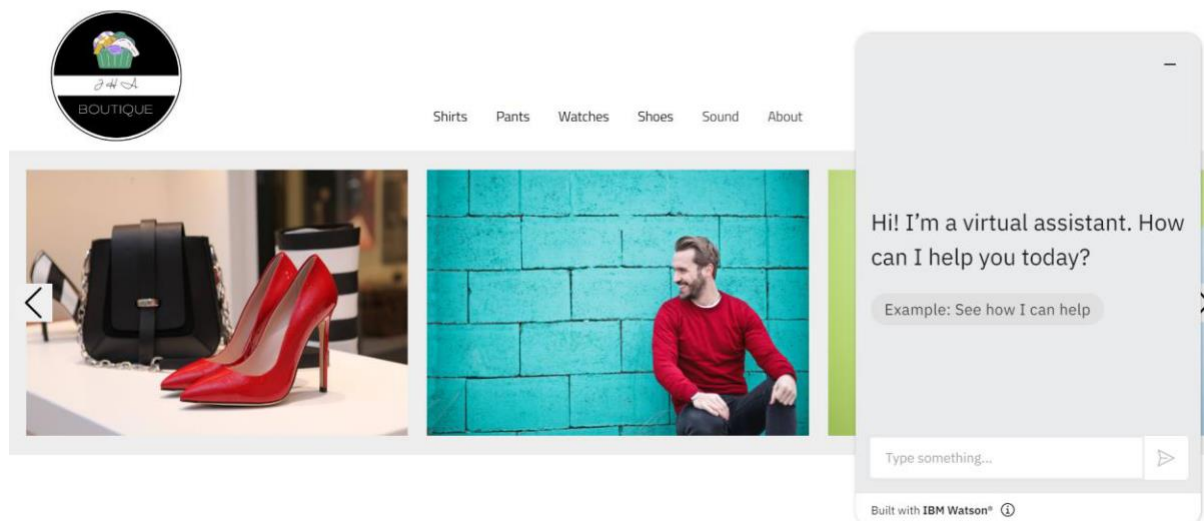 J and A
BOUTIQUE
Shirts Pants Watches Shoes Sound About
Hi! I’m a virtual assistant. How
can I help you today?
Example: See how I can help
Type something...
Built with IBM Watson®